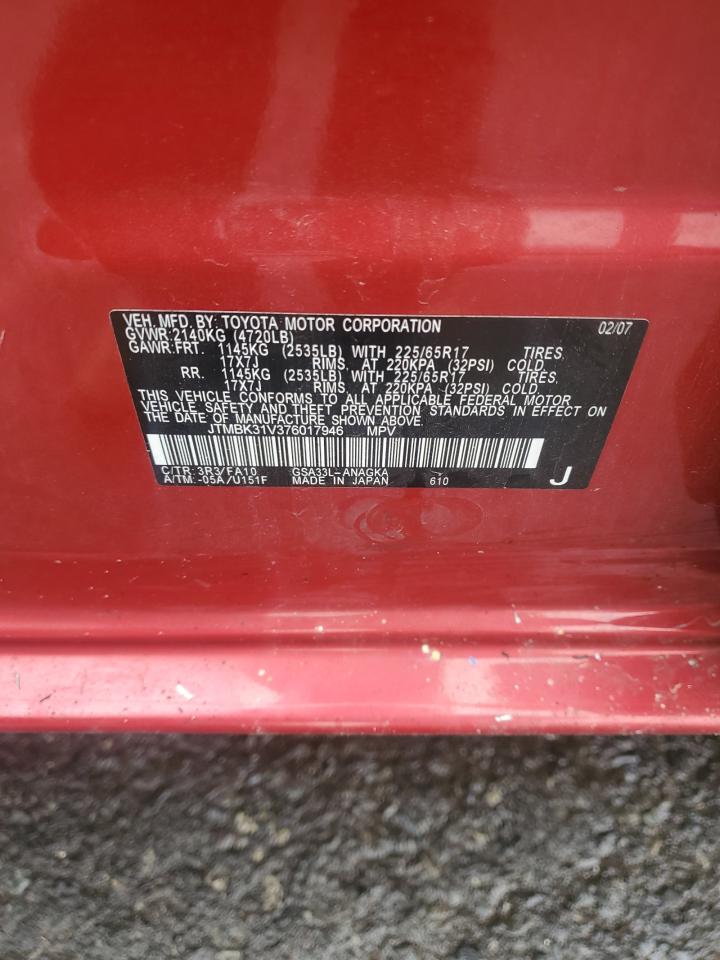 VEH. MFD. BY: TOYOTA MOTOR CORPORATION 02/07
GVWR:2140KG (4720LB)
GAWR:FRT. 1145KG (2535LB) WITH 225/65R17 TIRES,
17X7J RIMS, AT 220KPA (32PSI) COLD.
RR. 1145KG (2535LB) WITH 225/65R17 TIRES,
17X7J RIMS, AT 220KPA (32PSI) COLD.
THIS VEHICLE CONFORMS TO ALL APPLICABLE FEDERAL MOTOR
VEHICLE SAFETY AND THEFT PREVENTION STANDARDS IN EFFECT ON
THE DATE OF MANUFACTURE SHOWN ABOVE.
JTMBK31V376017946 MPV
C/TR: 3R3/FA10 GSA33L-ANAGKA
A/TM: -05A/U151F MADE IN JAPAN 610 J